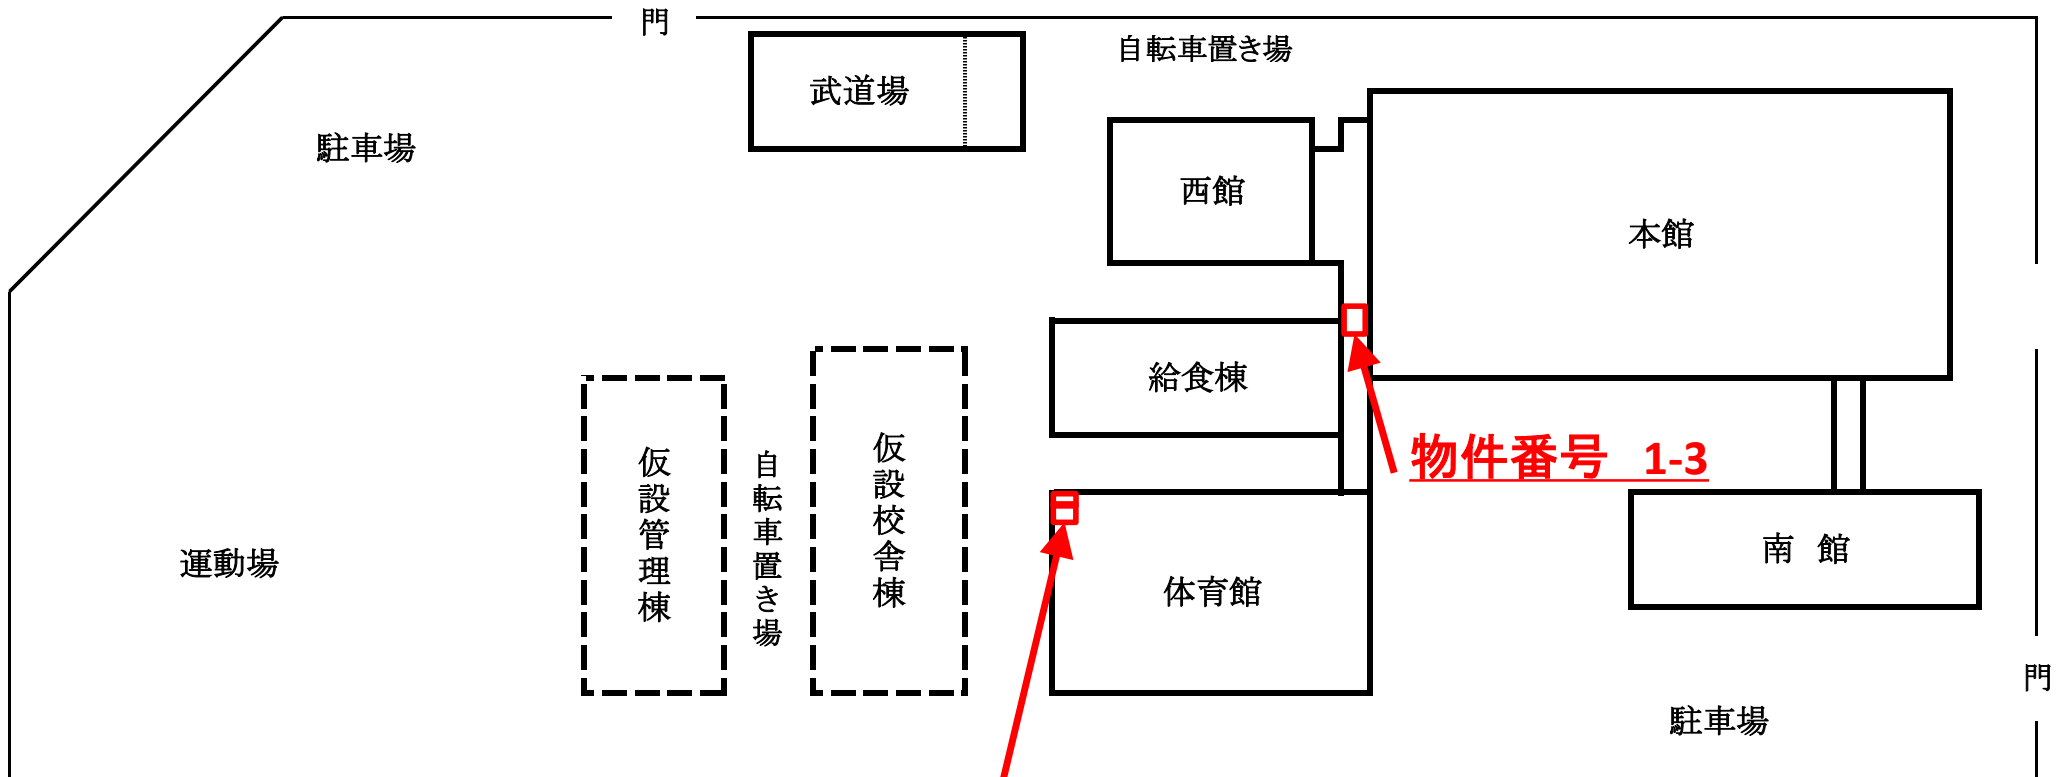 門
自転車置き場
武道場
駐車場
西館
本館
給食棟
物件番号 1-3
仮設管理棟
自転車置き場
仮設校舎棟
運動場
体育館
南 館
門
駐車場